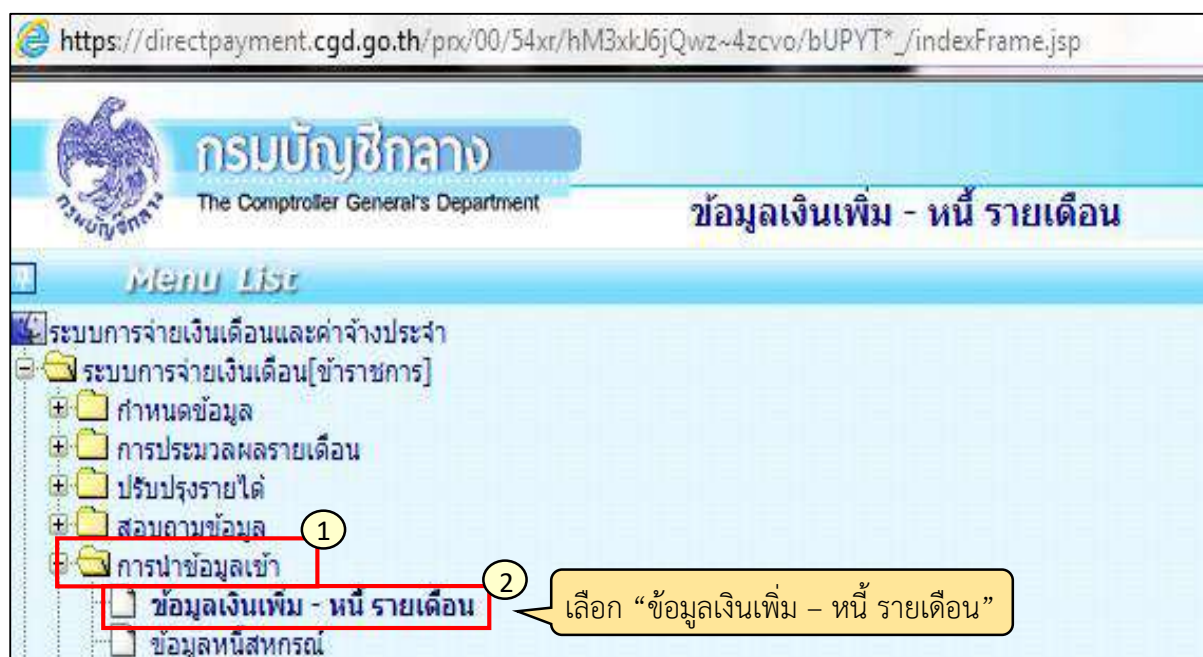 https://directpayment.cgd.go.th/prx/00/54xr/hM3xkJ6jQwz~4zcvo/bUPYT*_/indexFrame.jsp
กรมบัญชีกลาง
The Comptroller General's Department
กรมบัญชีกลาง
ข้อมูลเงินเพิ่ม - หนี้ รายเดือน
Menu List
ระบบการจ่ายเงินเดือนและค่าจ้างประจำ
ระบบการจ่ายเงินเดือน[ข้าราชการ]
กำหนดข้อมูล
การประมวลผลรายเดือน
ปรับปรุงรายได้
สอบถามข้อมูล
1
การนำข้อมูลเข้า
2
ข้อมูลเงินเพิ่ม - หนี้ รายเดือน
เลือก “ข้อมูลเงินเพิ่ม – หนี้ รายเดือน”
ข้อมูลหนี้สหกรณ์